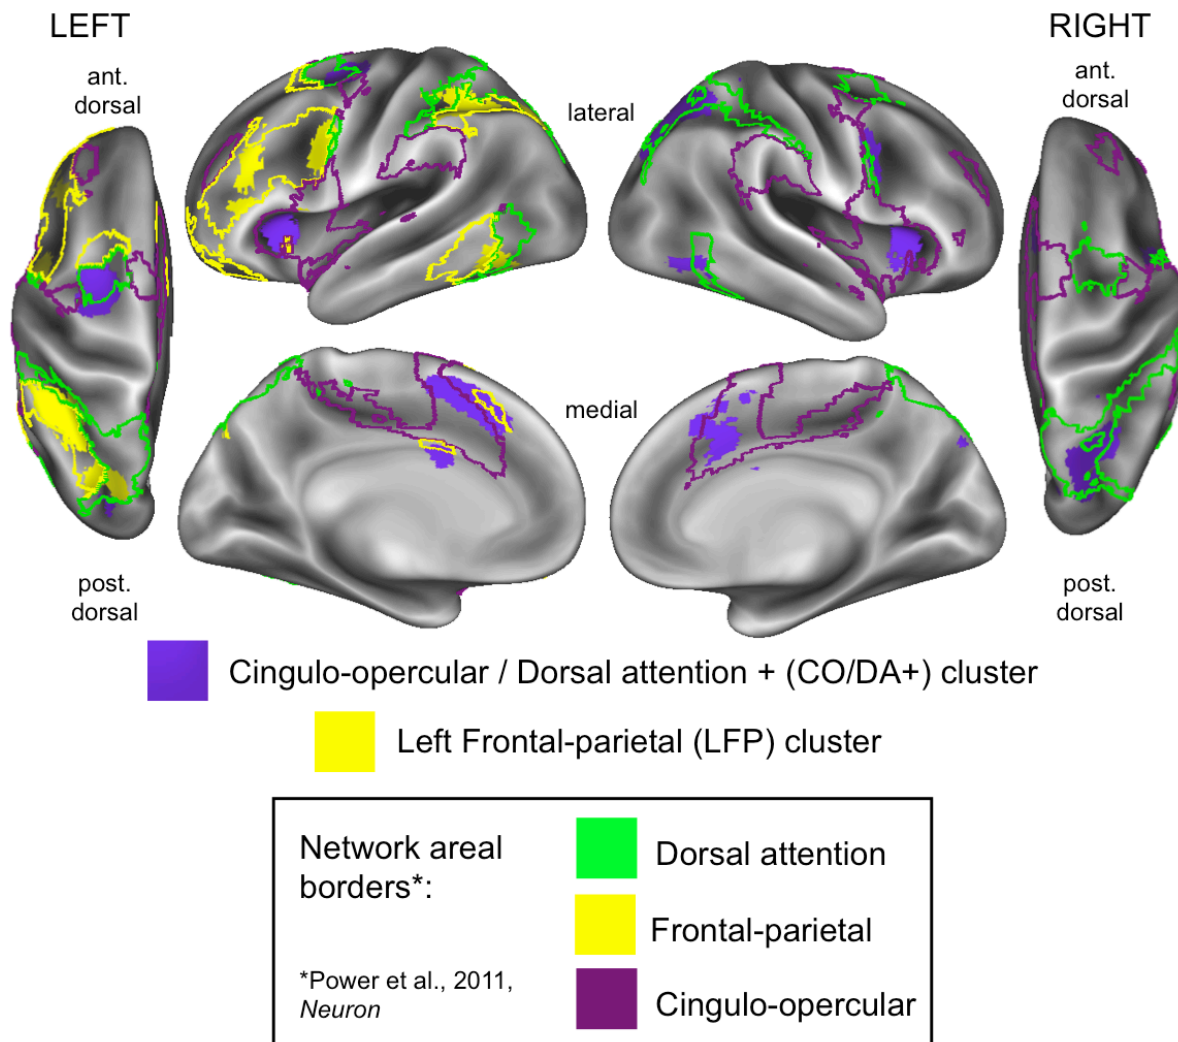 LEFT
RIGHT
ant.
dorsal
lateral
ant.
dorsal
medial
post.
dorsal
post.
dorsal
Cingulo-opercular / Dorsal attention + (CO/DA+) cluster
Left Frontal-parietal (LFP) cluster
Network areal
borders*:
*Power et al., 2011,
Neuron
Dorsal attention
Frontal-parietal
Cingulo-opercular